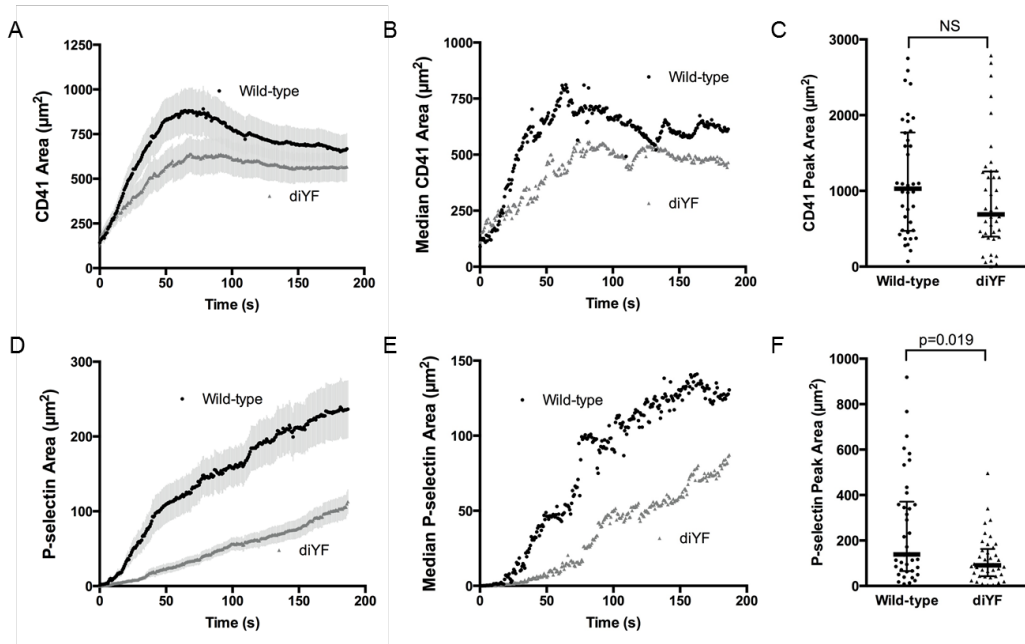 A
CD41 Area (µm²)
1250
1000
750
500
250
0
Wild-type
diYF
0 50 100 150 200
Time (s)
B
Median CD41 Area (µm²)
1000
750
500
250
0
Wild-type
diYF
0 50 100 150 200
Time (s)
C
CD41 Peak Area (µm²)
NS
3000
2000
1000
0
Wild-type diYF
D
P-selectin Area (µm²)
300
200
100
0
Wild-type
diYF
0 50 100 150 200
Time (s)
E
Median P-selectin Area (µm²)
150
100
50
0
Wild-type
diYF
0 50 100 150 200
Time (s)
F
P-selectin Peak Area (µm²)
p=0.019
1000
800
600
400
200
0
Wild-type diYF